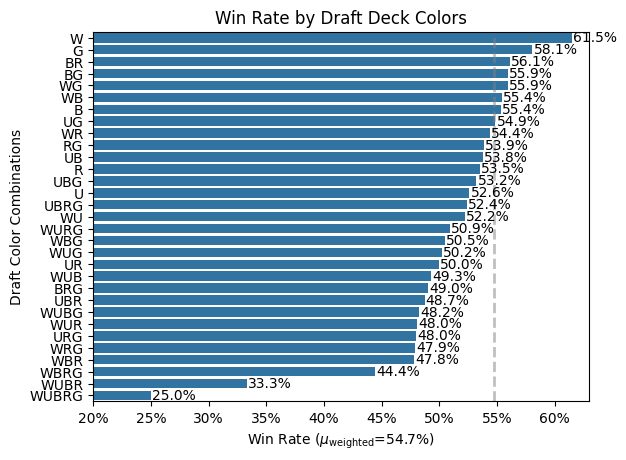 Win Rate by Draft Deck Colors
Draft Color Combinations
W 61.5%
G 58.1%
BR 56.1%
BG 55.9%
WG 55.9%
WB 55.4%
B 55.4%
UG 54.9%
WR 54.4%
RG 53.9%
UB 53.8%
R 53.5%
UBG 53.2%
U 52.6%
UBRG 52.4%
WU 52.2%
WURG 50.9%
WBG 50.5%
WUG 50.2%
UR 50.0%
WUB 49.3%
BRG 49.0%
UBR 48.7%
WUBG 48.2%
WUR 48.0%
URG 48.0%
WRG 47.9%
WBR 47.8%
WBRG 44.4%
WUBR 33.3%
WUBRG 25.0%
20% 25% 30% 35% 40% 45% 50% 55% 60%
Win Rate (μweighted=54.7%)